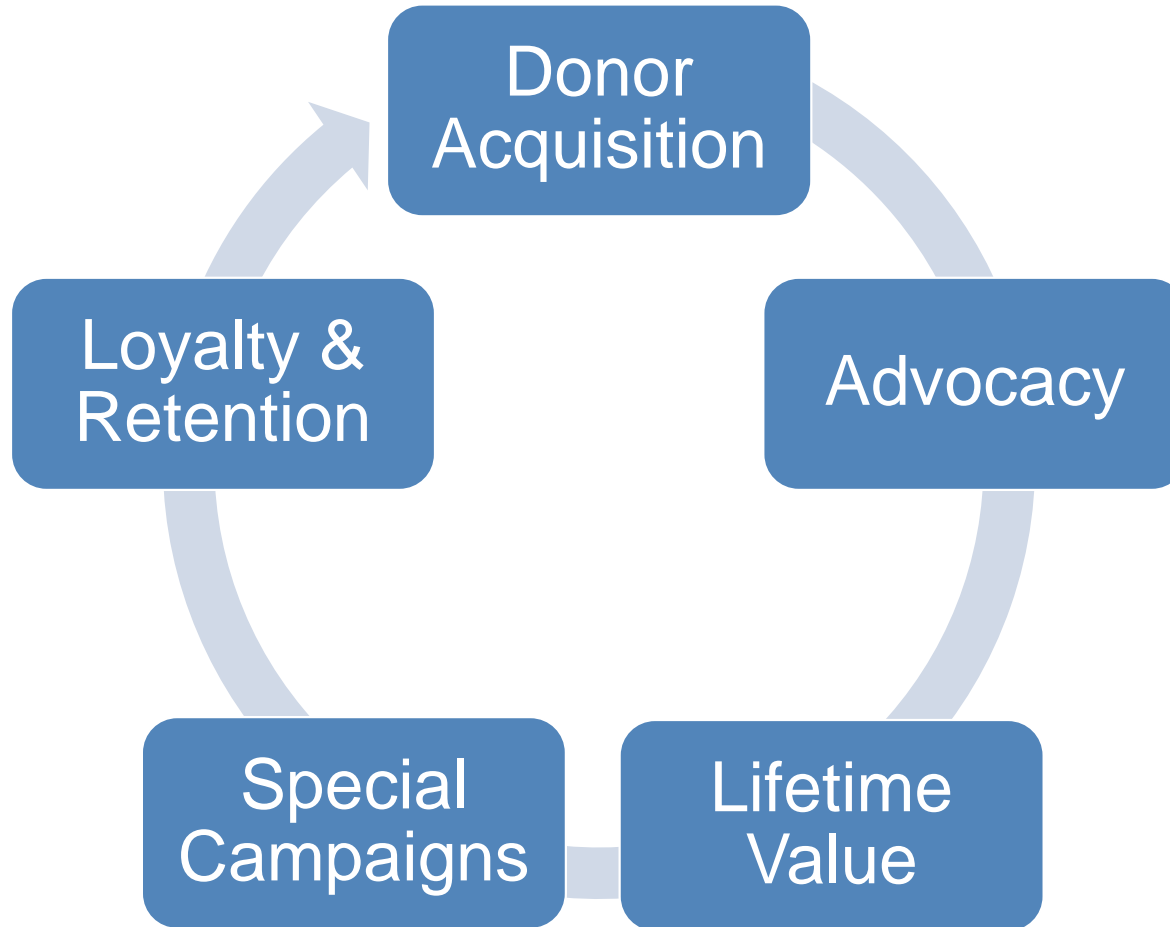 Donor
Acquisition
Advocacy
Lifetime
Value
Special
Campaigns
Loyalty &
Retention